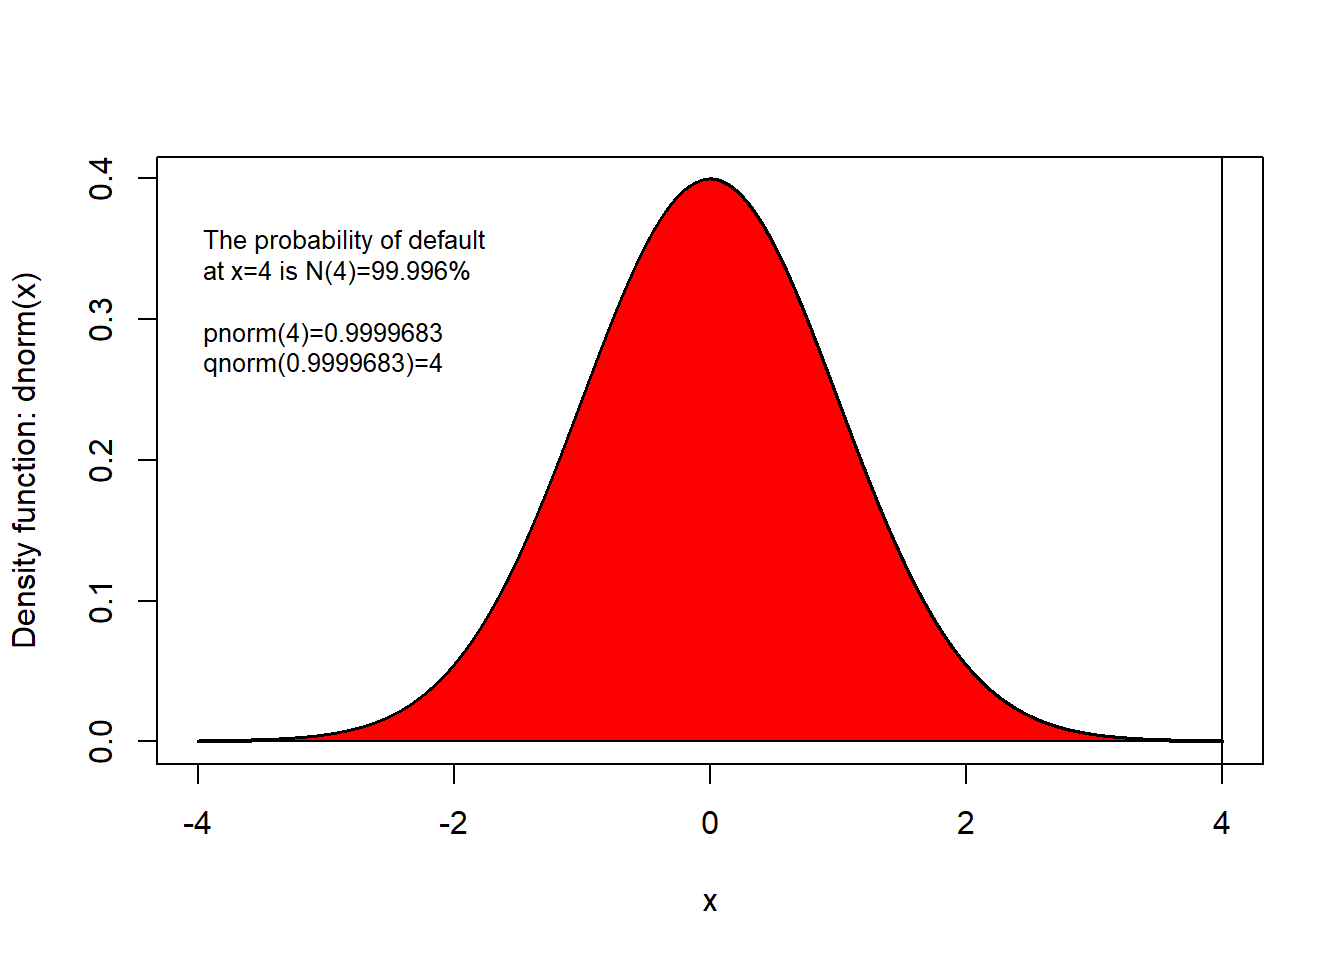 The probability of default
at x=4 is N(4)=99.996%
pnorm(4)=0.9999683
qnorm(0.9999683)=4
Density function: dnorm(x)
0.4
0.3
0.2
0.1
0.0
-4 -2 0 2 4
x